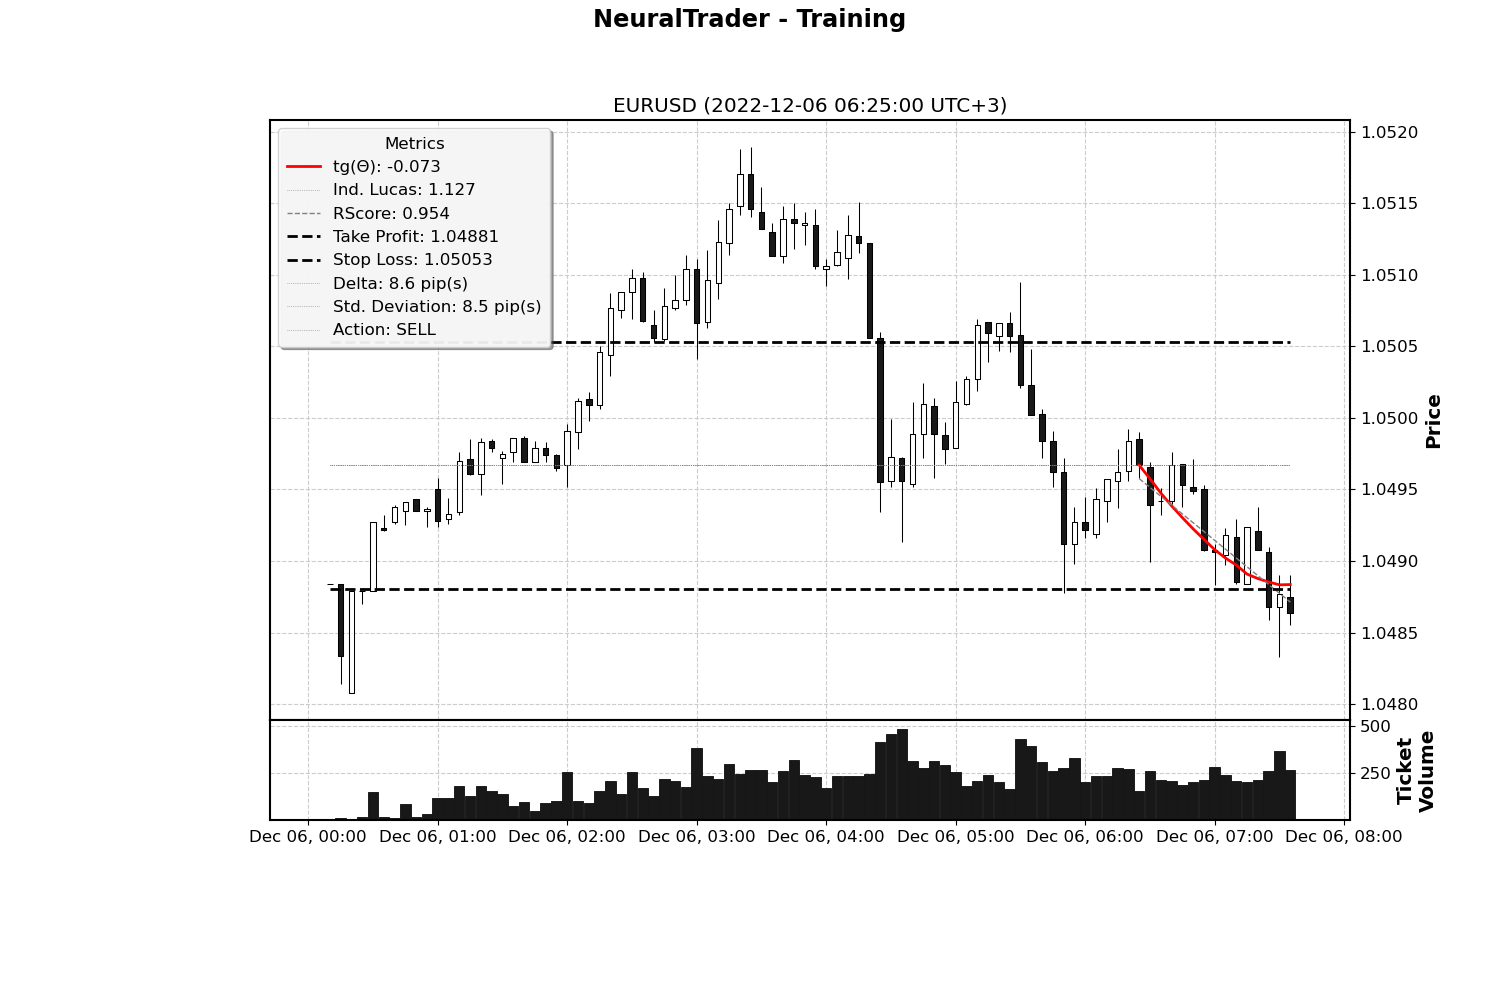 NeuralTrader - Training
EURUSD (2022-12-06 06:25:00 UTC+3)
Metrics
tg(Θ): -0.073
Ind. Lucas: 1.127
RScore: 0.954
Take Profit: 1.04881
Stop Loss: 1.05053
Delta: 8.6 pip(s)
Std. Deviation: 8.5 pip(s)
Action: SELL
1.0520
1.0515
1.0510
1.0505
1.0500
1.0495
1.0490
1.0485
1.0480
Price
500
250
Ticket
Volume
Dec 06, 00:00 Dec 06, 01:00 Dec 06, 02:00 Dec 06, 03:00 Dec 06, 04:00 Dec 06, 05:00 Dec 06, 06:00 Dec 06, 07:00 Dec 06, 08:00